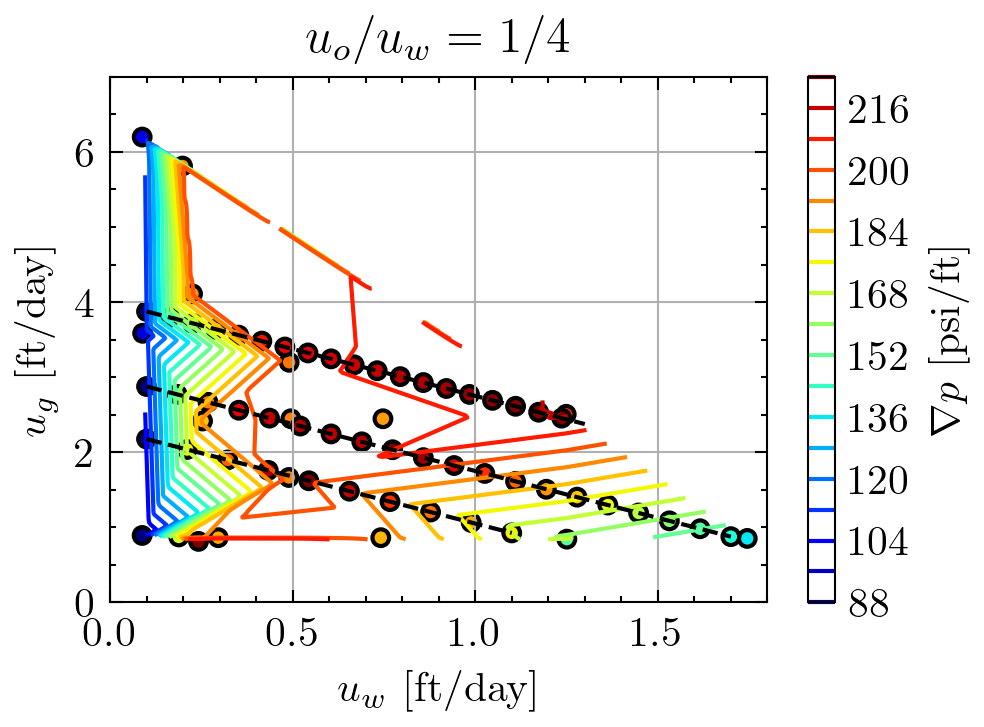 u_o/u_w = 1/4
6
4
2
0
u_g [ft/day]
0.0 0.5 1.0 1.5
u_w [ft/day]
216
200
184
168
152
136
120
104
88
∇p [psi/ft]